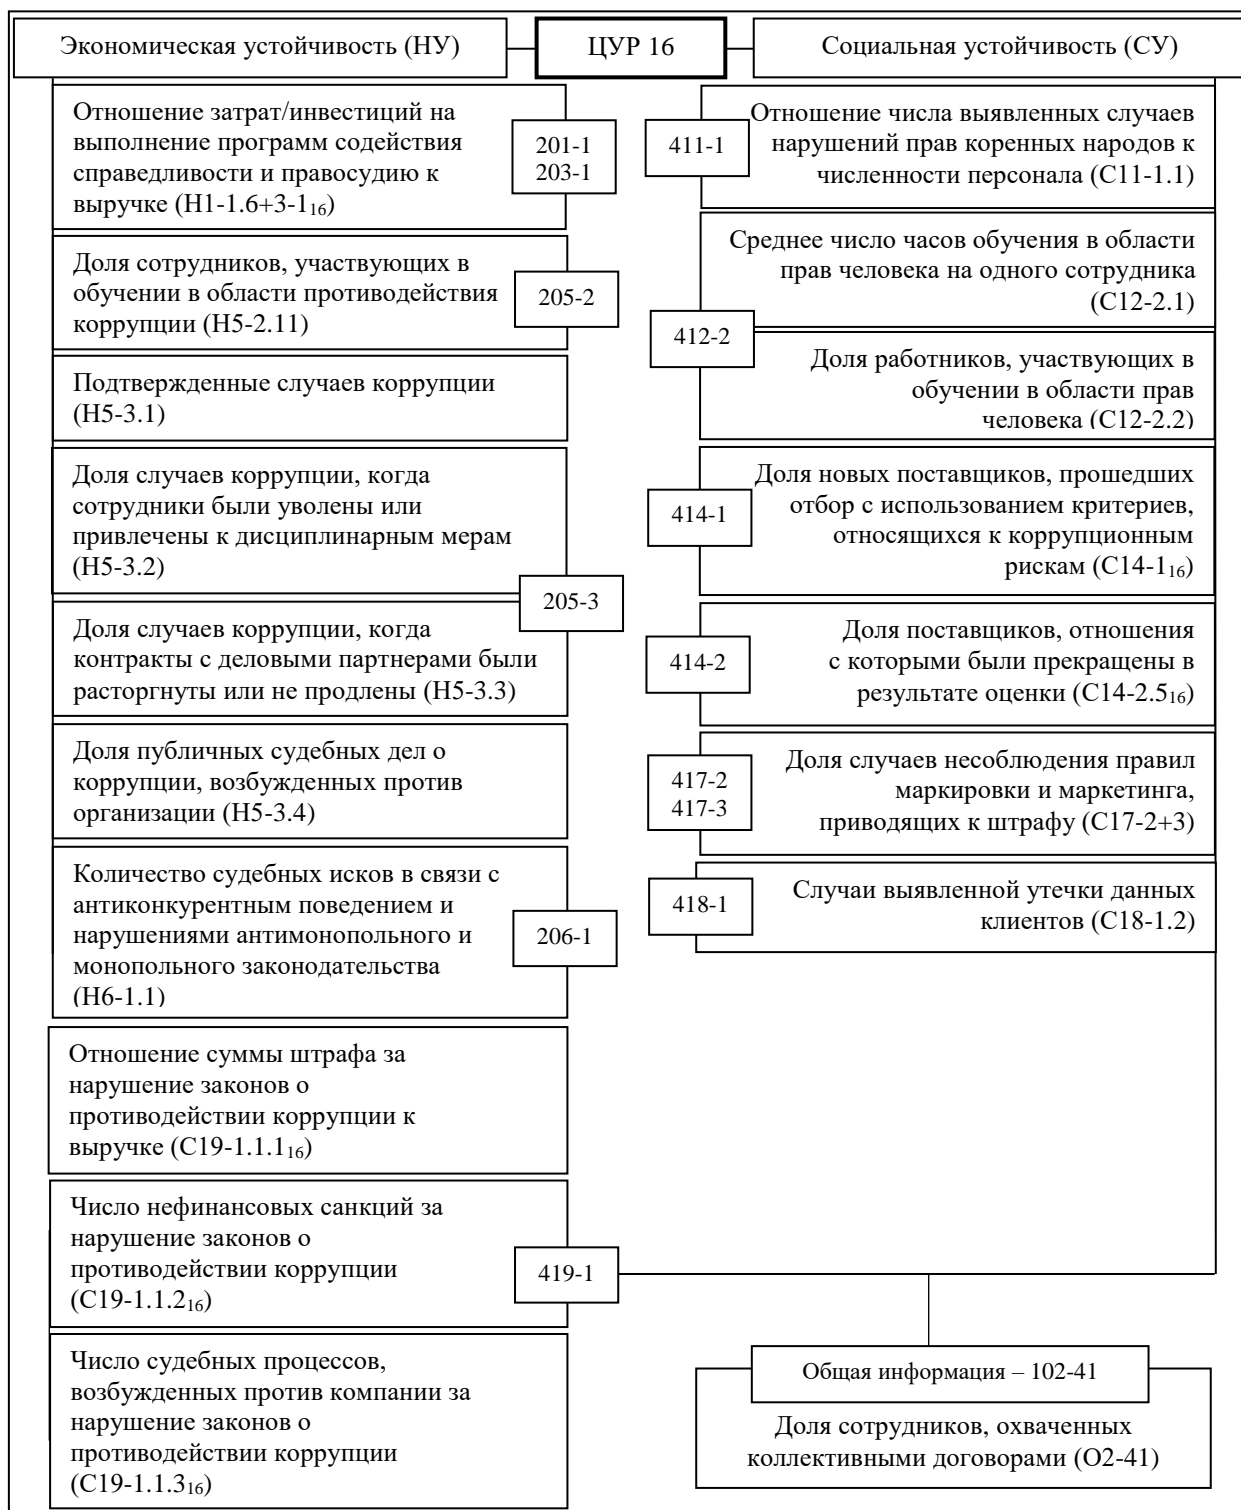 Экономическая устойчивость (НУ)
ЦУР 16
Социальная устойчивость (СУ)
Отношение затрат/инвестиций на
выполнение программ содействия
справедливости и правосудию к
выручке (Н1-1.6+3-1₁₆)
201-1
203-1
Доля сотрудников, участвующих в
обучении в области противодействия
коррупции (Н5-2.11)
205-2
Подтвержденные случаев коррупции
(Н5-3.1)
Доля случаев коррупции, когда
сотрудники были уволены или
привлечены к дисциплинарным мерам
(Н5-3.2)
205-3
Доля случаев коррупции, когда
контракты с деловыми партнерами были
расторгнуты или не продлены (Н5-3.3)
Доля публичных судебных дел о
коррупции, возбужденных против
организации (Н5-3.4)
Количество судебных исков в связи с
антиконкурентным поведением и
нарушениями антимонопольного и
монопольного законодательства
(Н6-1.1)
206-1
Отношение суммы штрафа за
нарушение законов о
противодействии коррупции к
выручке (С19-1.1.1₁₆)
Число нефинансовых санкций за
нарушение законов о
противодействии коррупции
(С19-1.1.2₁₆)
419-1
Число судебных процессов,
возбужденных против компании за
нарушение законов о
противодействии коррупции
(С19-1.1.3₁₆)
411-1
Отношение числа выявленных случаев
нарушений прав коренных народов к
численности персонала (С11-1.1)
Среднее число часов обучения в области
прав человека на одного сотрудника
(С12-2.1)
412-2
Доля работников, участвующих в
обучении в области прав
человека (С12-2.2)
Доля новых поставщиков, прошедших
отбор с использованием критериев,
относящихся к коррупционным
рискам (С14-1₁₆)
414-1
Доля поставщиков, отношения
с которыми были прекращены в
результате оценки (С14-2.5₁₆)
414-2
Доля случаев несоблюдения правил
маркировки и маркетинга,
приводящих к штрафу (С17-2+3)
417-2
417-3
Случаи выявленной утечки данных
клиентов (С18-1.2)
418-1
Общая информация – 102-41
Доля сотрудников, охваченных
коллективными договорами (О2-41)